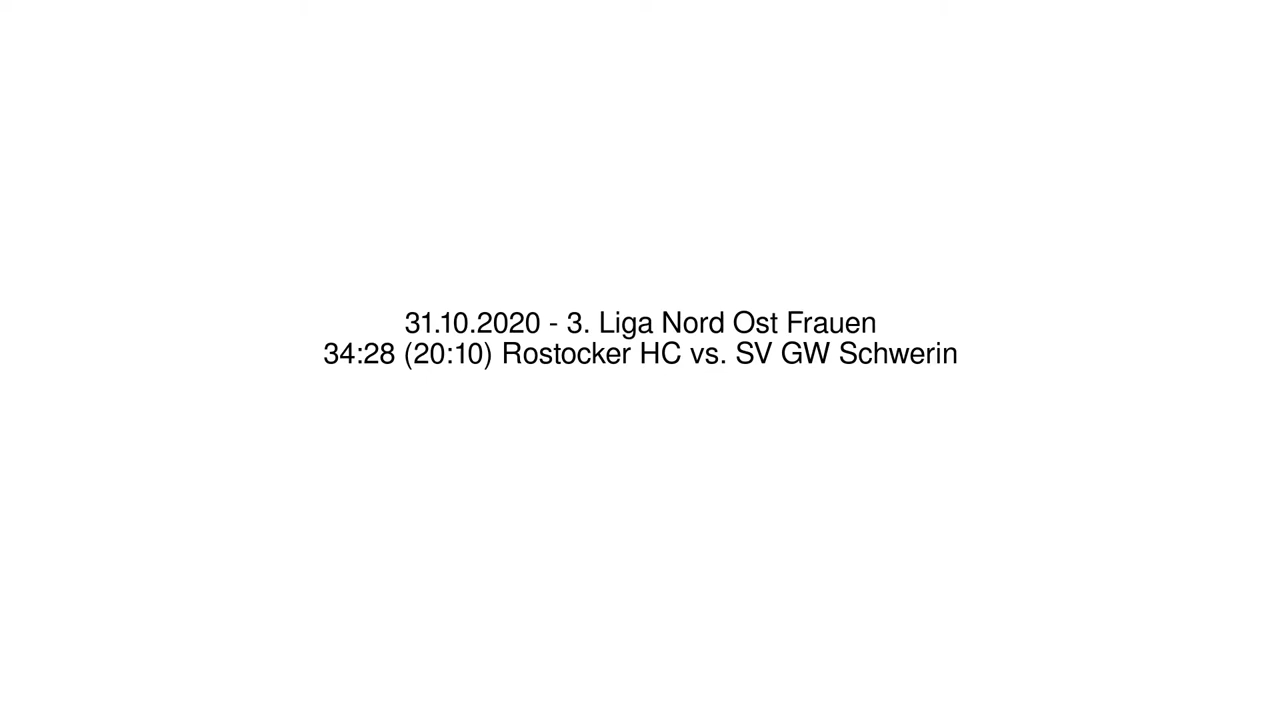 31.10.2020 - 3. Liga Nord Ost Frauen
34:28 (20:10) Rostocker HC vs. SV GW Schwerin